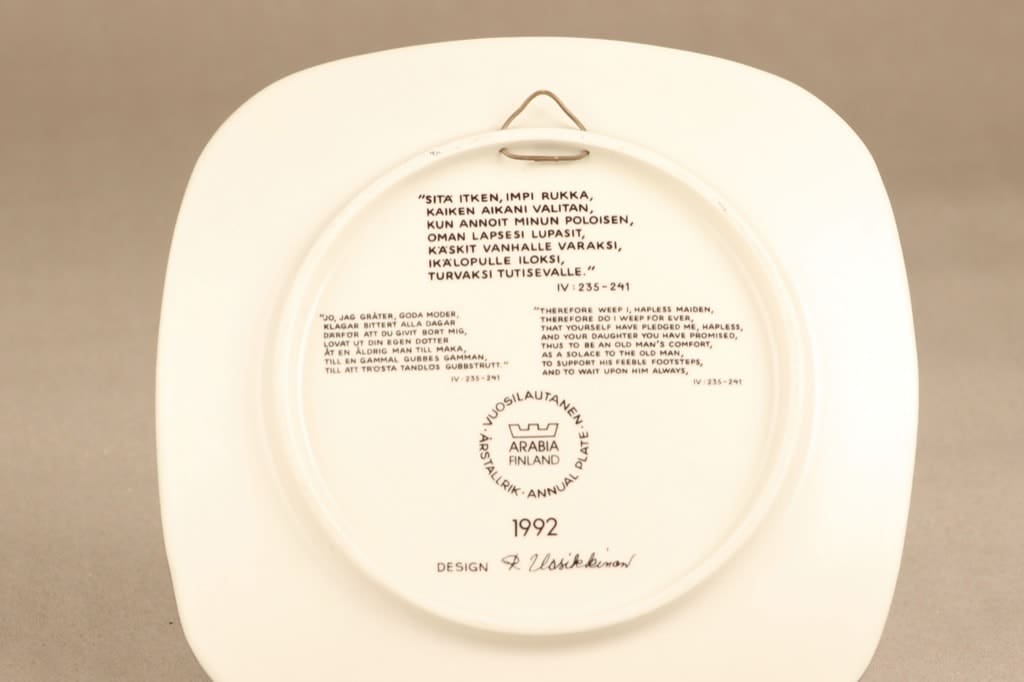 "SITÄ ITKEN, IMPI RUKKA,
KAIKEN AIKANI VALITAN,
KUN ANNOIT MINUN POLOISEN,
OMAN LAPSESI LUPASIT,
KÄSKIT VANHALLE VARAKSI,
IKÄLOPULLE ILOKSI,
TURVAKSI TUTISEVALLE."
IV: 235-241
"JO, JAG GRÅTER, GODA MODER,
KLAGAR BITTERT ALLA DAGAR
DÄRFÖR ATT DU GIVIT BORT MIG,
LOVAT UT DIN EGEN DOTTER
ÅT EN ÅLDRIG MAN TILL MAKA,
TILL EN GAMMAL GUBBES GAMMAN,
TILL ATT TRÖSTA TANDLÖS GUBBSTRUTT."
IV: 235-241
"THEREFORE WEEP I, HAPLESS MAIDEN,
THEREFORE DO I WEEP FOR EVER,
THAT YOURSELF HAVE PLEDGED ME, HAPLESS,
AND YOUR DAUGHTER YOU HAVE PROMISED,
THUS TO BE AN OLD MAN'S COMFORT,
AS A SOLACE TO THE OLD MAN,
TO SUPPORT HIS FEEBLE FOOTSTEPS,
AND TO WAIT UPON HIM ALWAYS,
IV: 235-241
· VUOSILAUTANEN · ANNUAL PLATE · ÅRSTALLRIK
ARABIA
FINLAND
1992
DESIGN R Uosikkinen